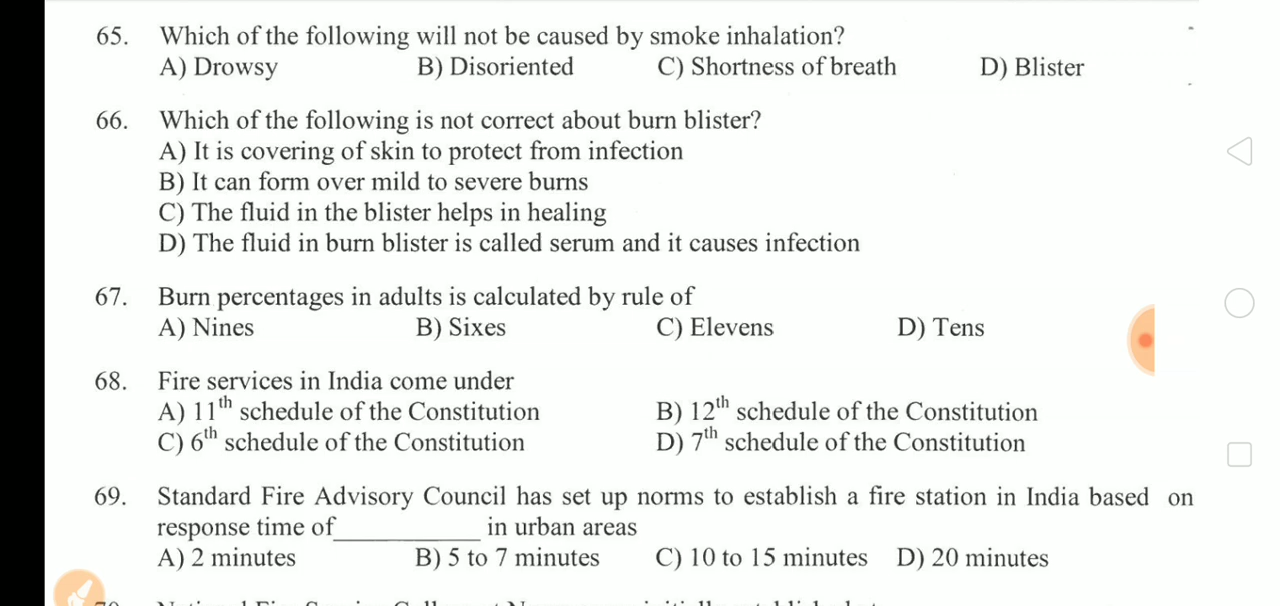 65. Which of the following will not be caused by smoke inhalation?
A) Drowsy B) Disoriented C) Shortness of breath D) Blister
66. Which of the following is not correct about burn blister?
A) It is covering of skin to protect from infection
B) It can form over mild to severe burns
C) The fluid in the blister helps in healing
D) The fluid in burn blister is called serum and it causes infection
67. Burn percentages in adults is calculated by rule of
A) Nines B) Sixes C) Elevens D) Tens
68. Fire services in India come under
A) 11th schedule of the Constitution B) 12th schedule of the Constitution
C) 6th schedule of the Constitution D) 7th schedule of the Constitution
69. Standard Fire Advisory Council has set up norms to establish a fire station in India based on
response time of___________ in urban areas
A) 2 minutes B) 5 to 7 minutes C) 10 to 15 minutes D) 20 minutes